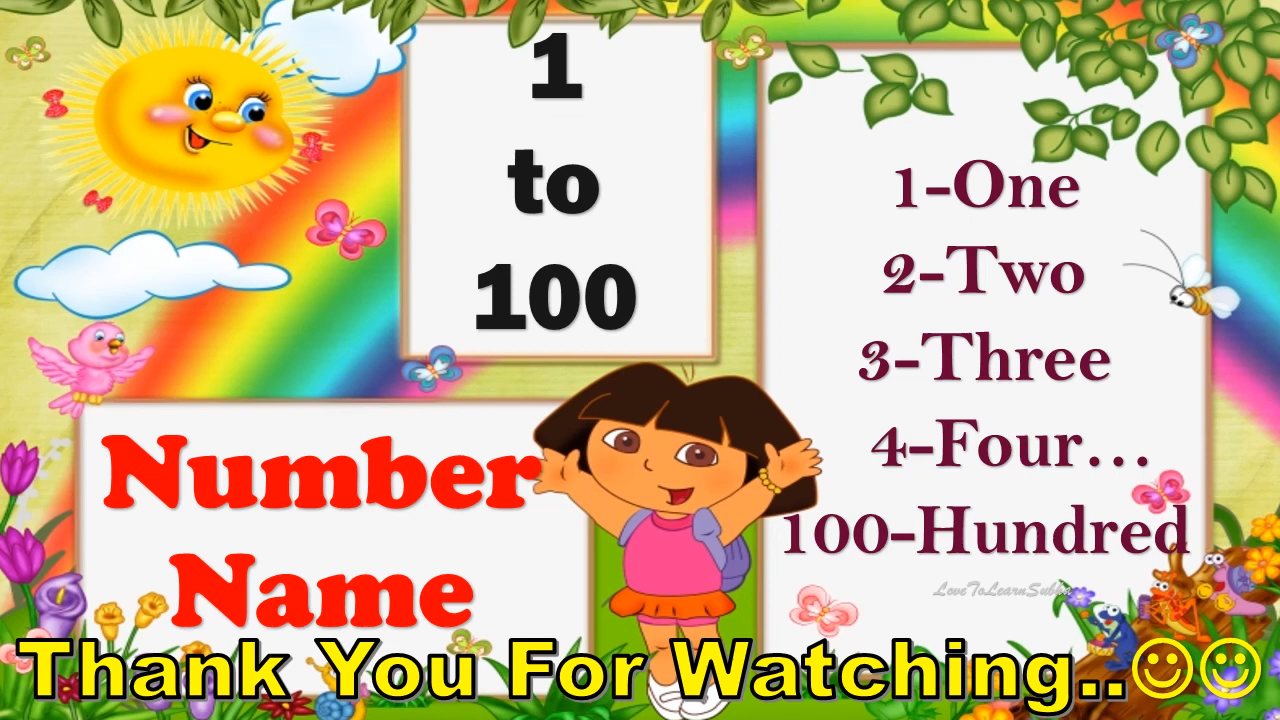 1
to
100
1-One
2-Two
3-Three
4-Four...
100-Hundred
Number
Name
Thank You For Watching..☺☺